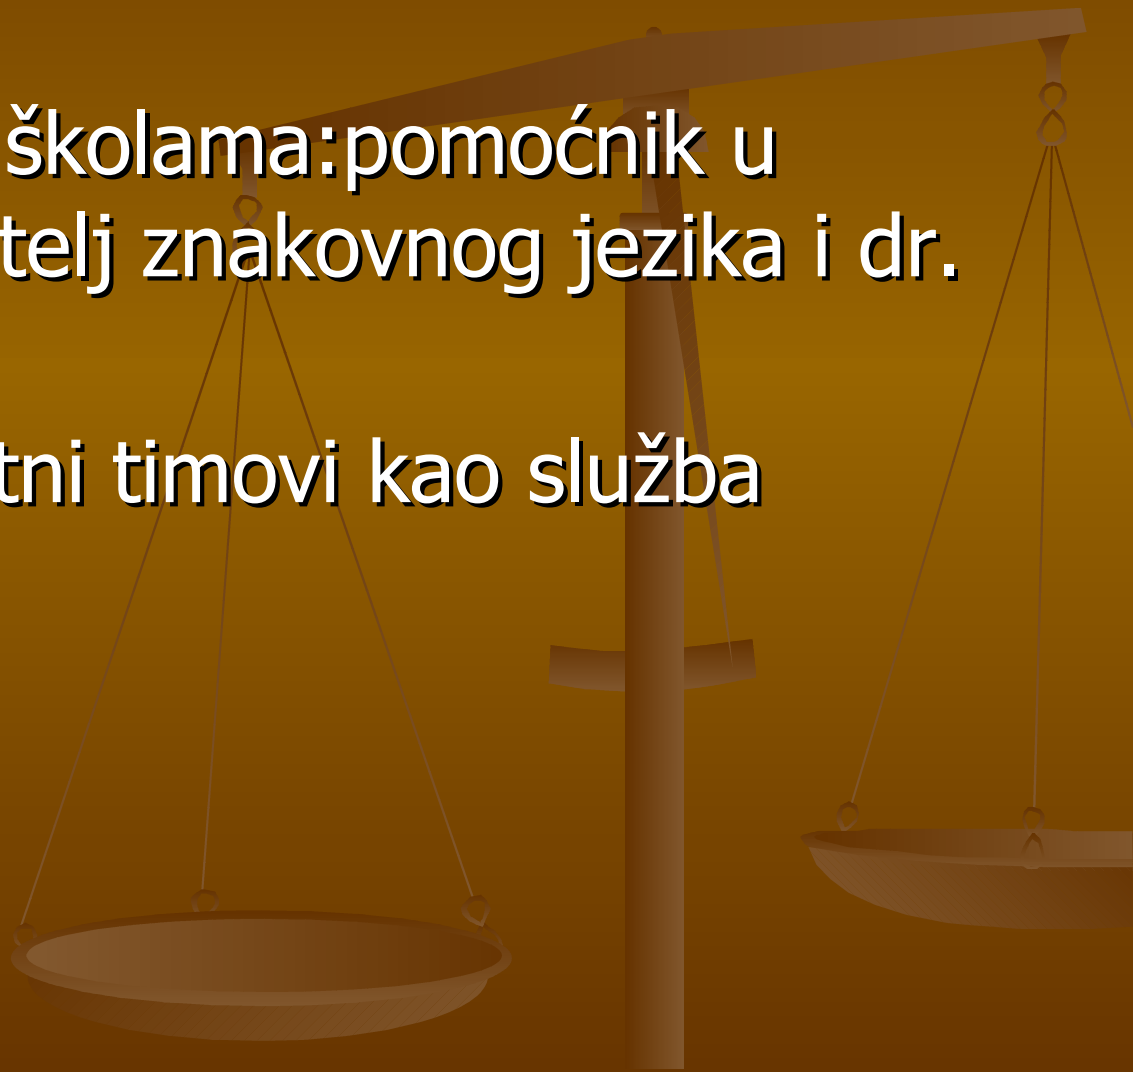 školama:pomoćnik u
telj znakovnog jezika i dr.
tni timovi kao služba